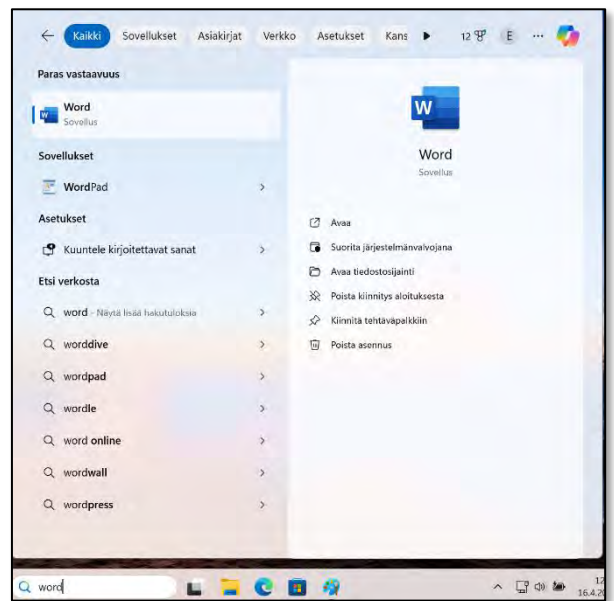 Kaikki Sovellukset Asiakirjat Verkko Asetukset Kans 12 E ...
Paras vastaavuus
Word
Sovellus
Sovellukset
WordPad
Asetukset
Kuuntele kirjoitettavat sanat
Etsi verkosta
word - Näytä lisää hakutuloksia
worddive
wordpad
wordle
word online
wordwall
wordpress
W
Word
Sovellus
Avaa
Suorita järjestelmänvalvojana
Avaa tiedostosijainti
Poista kiinnitys aloituksesta
Kiinnitä tehtäväpalkkiin
Poista asennus
word
12
16.4.2